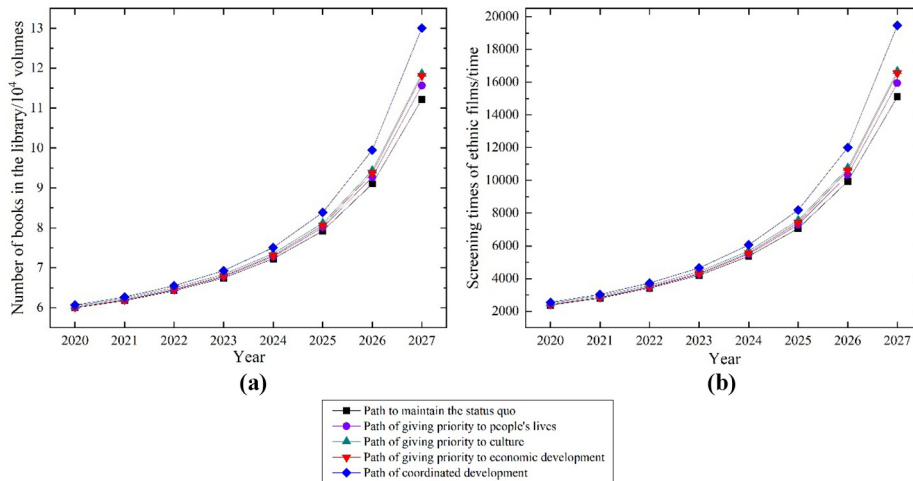 13
12
11
10
9
8
7
6
Number of books in the library/10⁴ volumes
2020 2021 2022 2023 2024 2025 2026 2027
Year
(a)
20000
18000
16000
14000
12000
10000
8000
6000
4000
2000
Screening times of ethnic films/time
2020 2021 2022 2023 2024 2025 2026 2027
Year
(b)
Path to maintain the status quo
Path of giving priority to people's lives
Path of giving priority to culture
Path of giving priority to economic development
Path of coordinated development